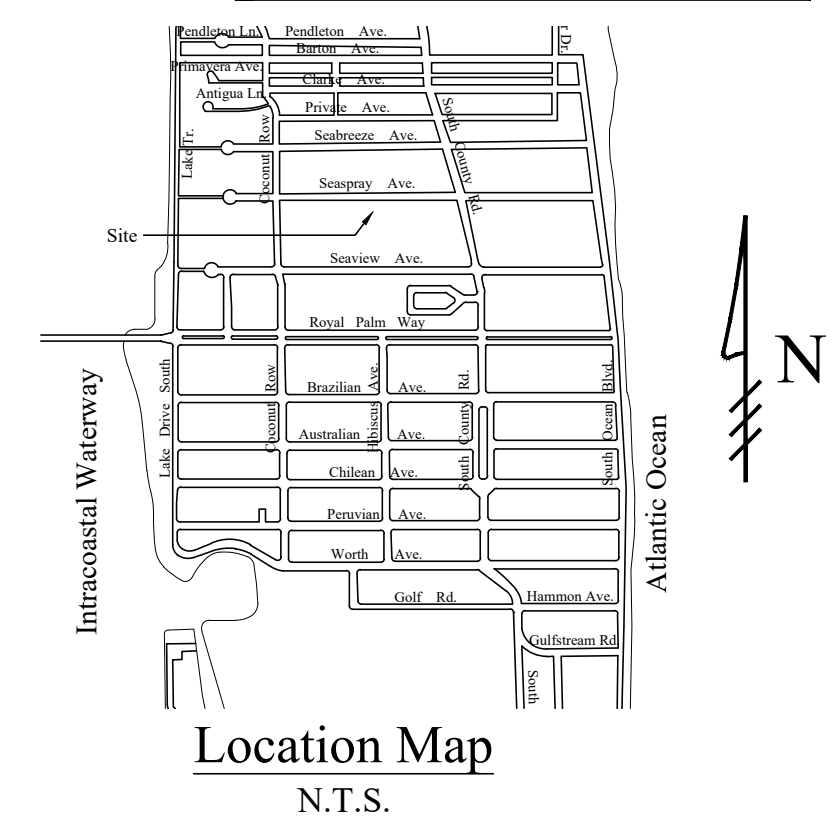 Pendleton Ln.
Pendleton Ave.
r Dr.
Barton Ave.
Primavera Ave.
Clarke Ave.
Antigua Ln.
Private Ave.
South County Rd.
Seabreeze Ave.
Lake Tr.
Coconut Row
Seaspray Ave.
Site
Seaview Ave.
Royal Palm Way
N
Lake Drive South
Coconut Row
Hibiscus Ave.
South County Rd.
South Ocean Blvd.
Brazilian Ave.
Australian Ave.
Chilean Ave.
Peruvian Ave.
Worth Ave.
Intracoastal Waterway
Atlantic Ocean
Golf Rd.
Hammon Ave.
Gulfstream Rd.
South
Location Map
N.T.S.